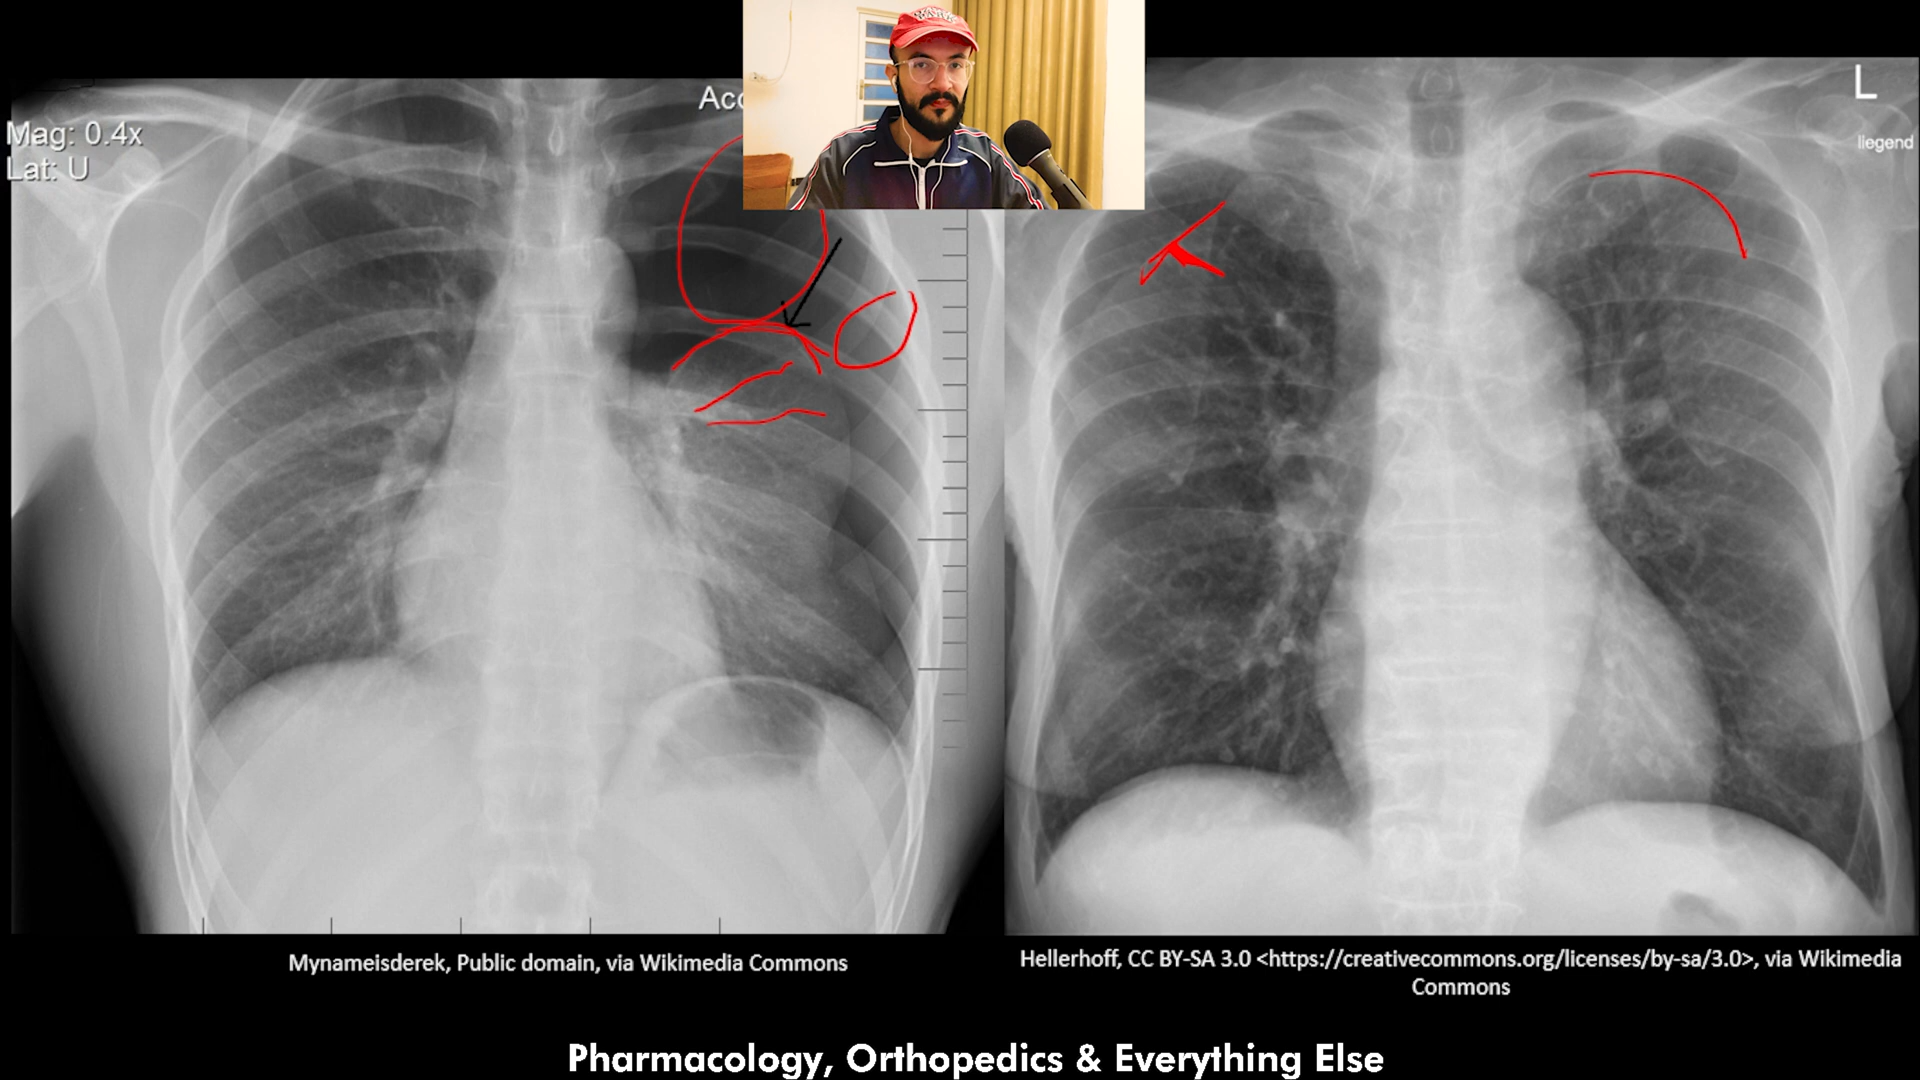 Acc
Mag: 0.4x
Lat: U
L
liegend
Mynameisderek, Public domain, via Wikimedia Commons
Hellerhoff, CC BY-SA 3.0 <https://creativecommons.org/licenses/by-sa/3.0>, via Wikimedia
Commons
Pharmacology, Orthopedics & Everything Else